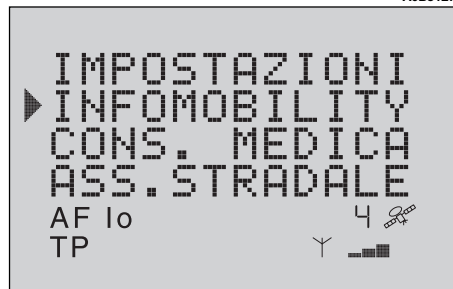 IMPOSTAZIONI
INFOMOBILITY
CONS. MEDICA
ASS.STRADALE
AF lo 4
TP